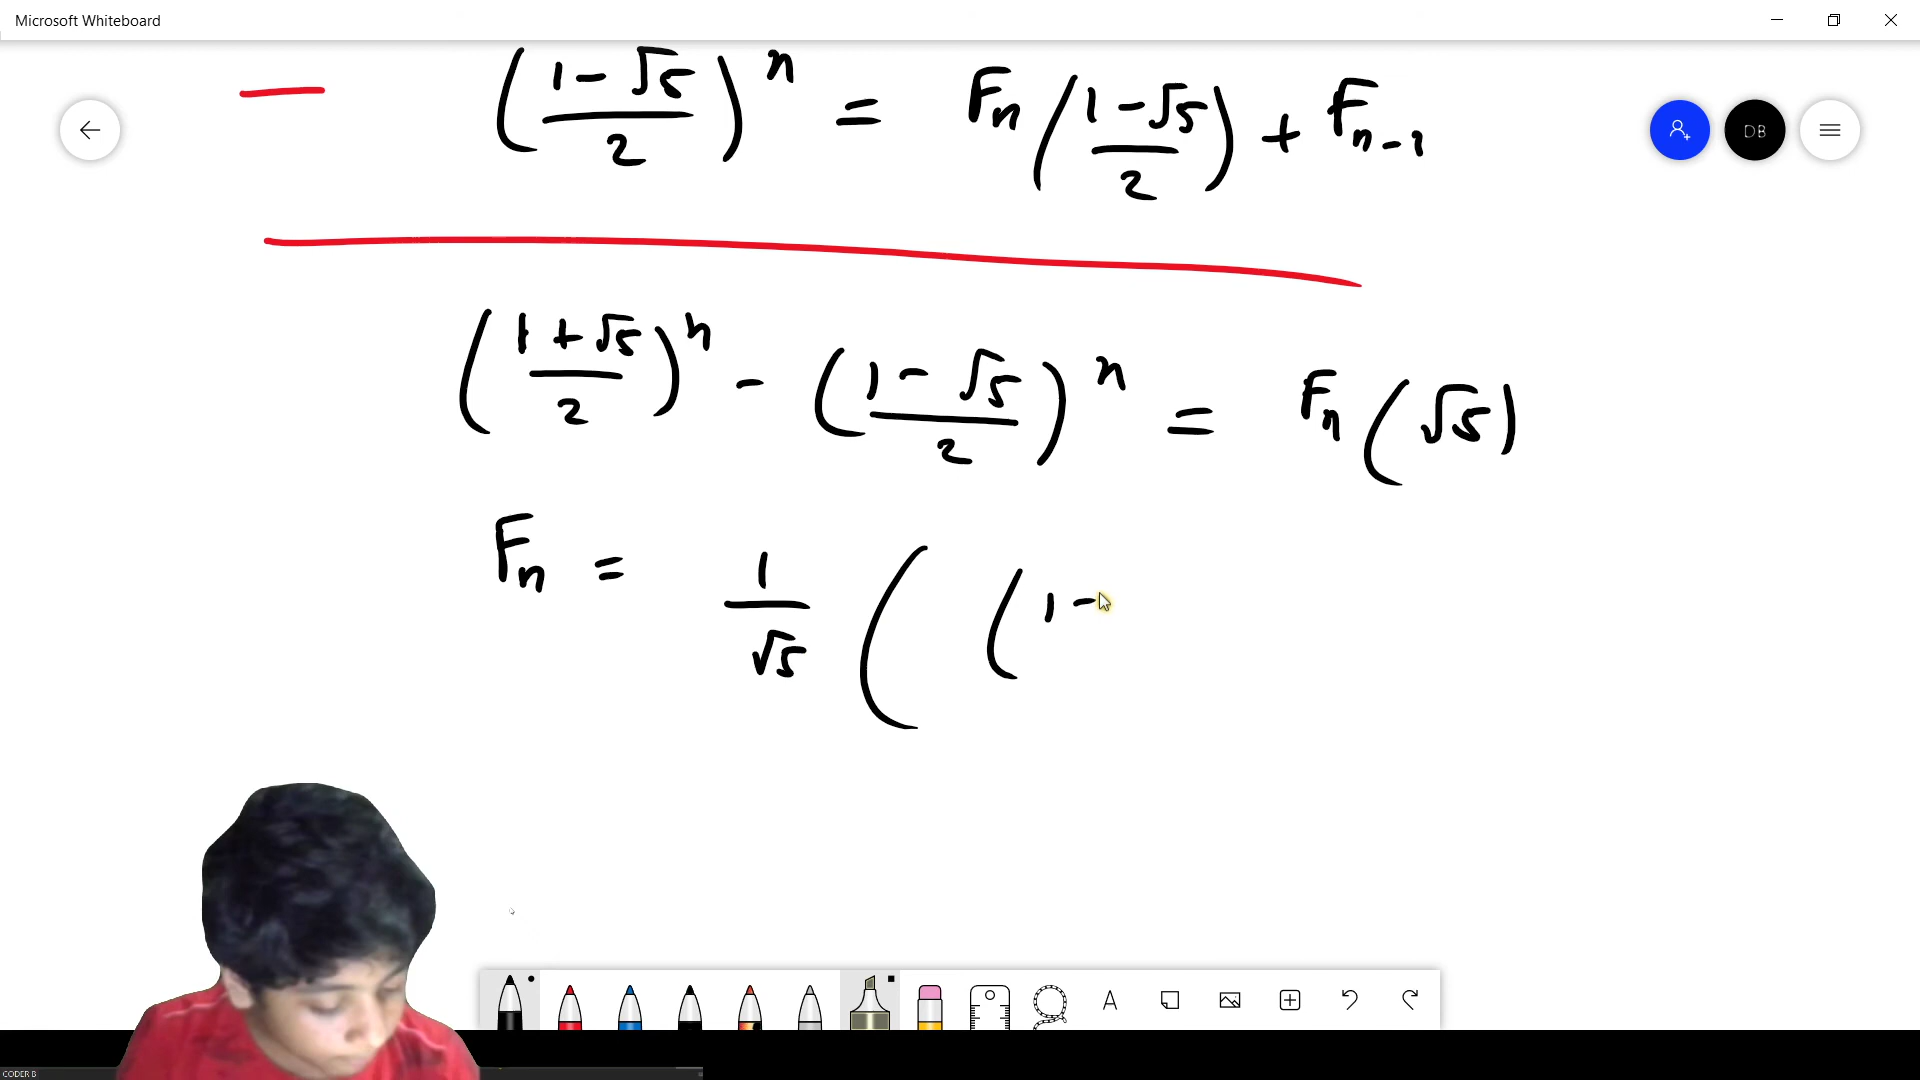 Microsoft Whiteboard
— ( (1 - √5) / 2 )^n = F_n ( (1 - √5) / 2 ) + F_{n-1}
DB
( (1 + √5) / 2 )^n - ( (1 - √5) / 2 )^n = F_n ( √5 )
F_n = 1 / √5 ( ( 1 -
A
CODER B